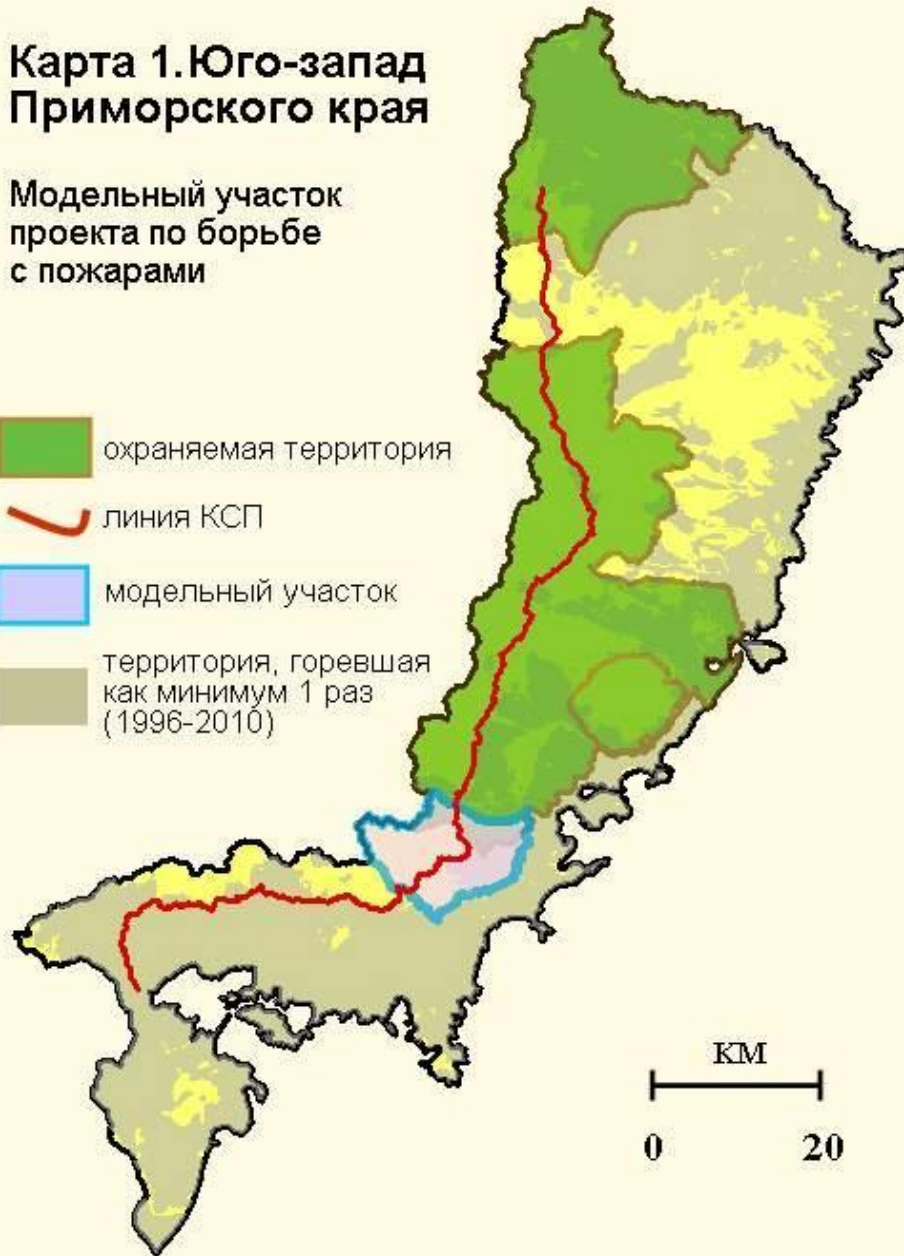 Карта 1.Юго-запад
Приморского края
Модельный участок
проекта по борьбе
с пожарами
охраняемая территория
линия КСП
модельный участок
территория, горевшая
как минимум 1 раз
(1996-2010)
км
0 20